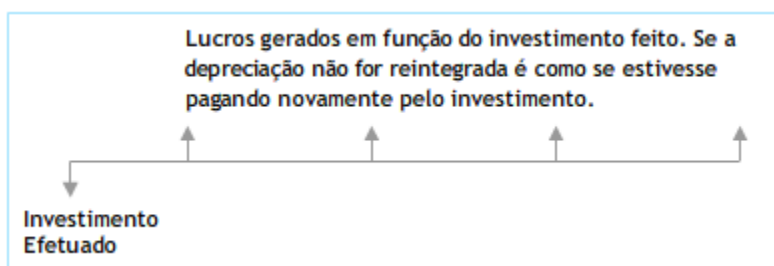 Lucros gerados em função do investimento feito. Se a
depreciação não for reintegrada é como se estivesse
pagando novamente pelo investimento.
Investimento
Efetuado